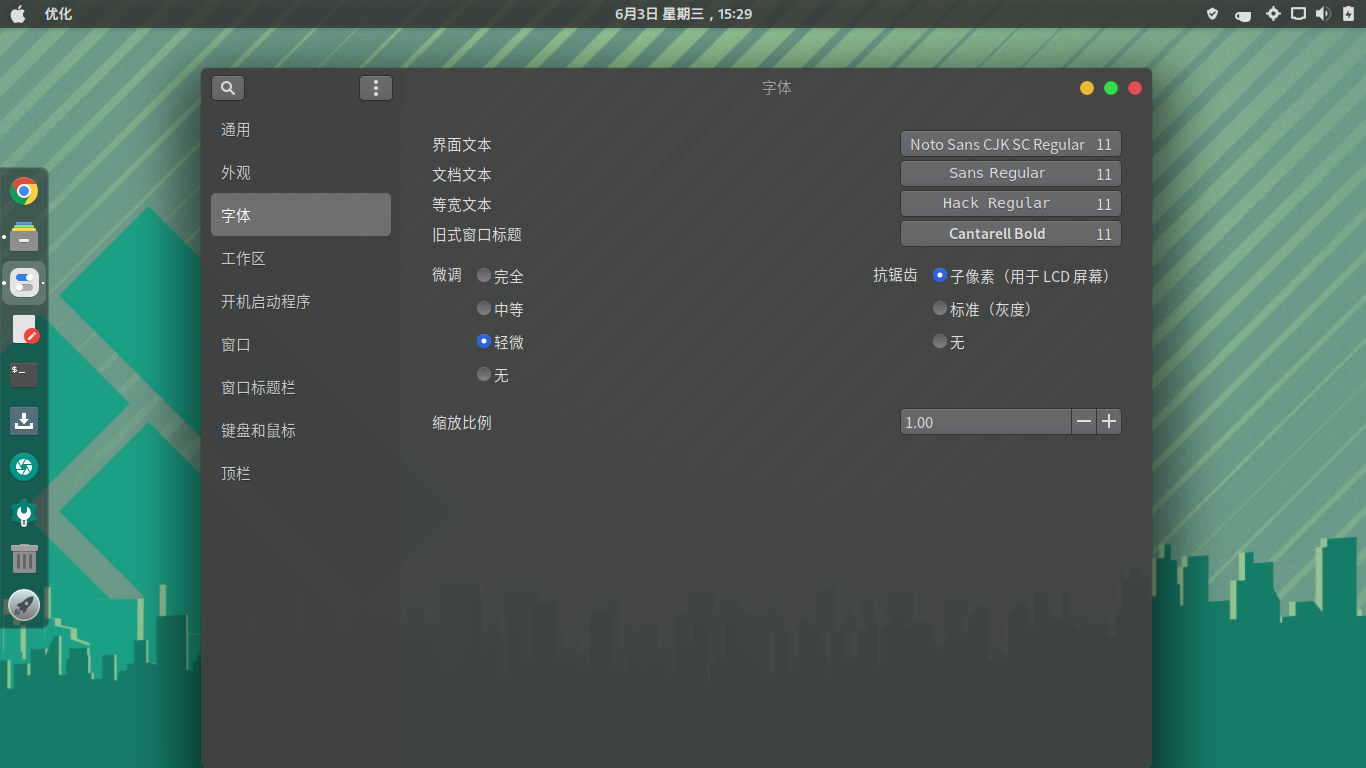 优化
6月3日 星期三，15:29
字体
通用
外观
字体
工作区
开机启动程序
窗口
窗口标题栏
键盘和鼠标
顶栏
界面文本 Noto Sans CJK SC Regular 11
文档文本 Sans Regular 11
等宽文本 Hack Regular 11
旧式窗口标题 Cantarell Bold 11
微调 完全 抗锯齿 子像素（用于 LCD 屏幕）
中等 标准（灰度）
轻微 无
无
缩放比例 1.00
$_